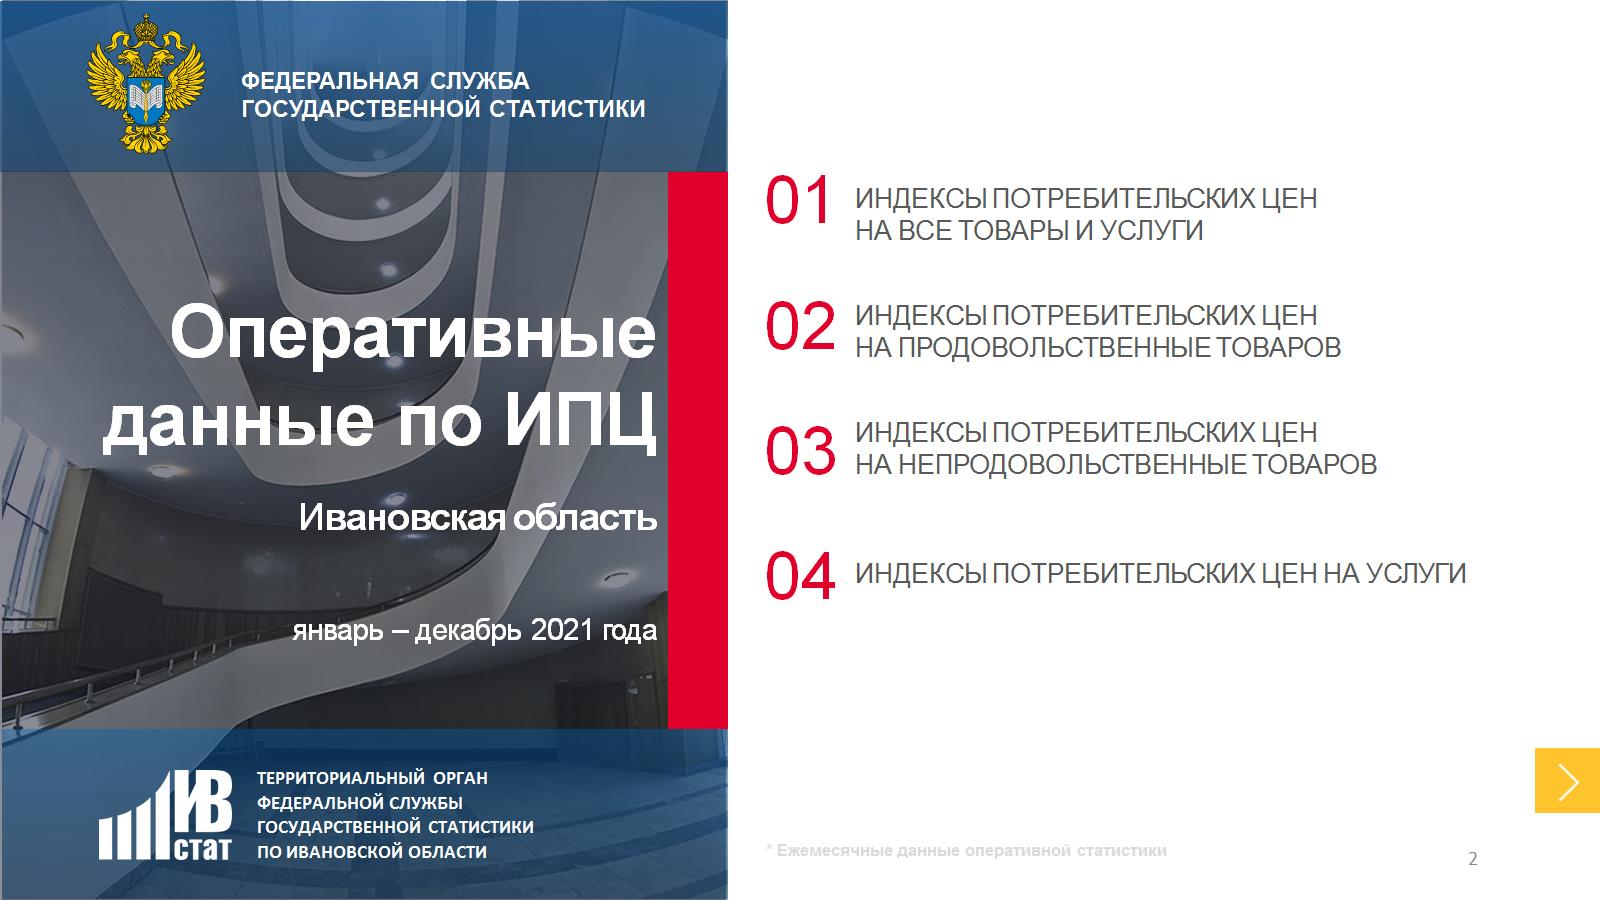 ФЕДЕРАЛЬНАЯ СЛУЖБА
ГОСУДАРСТВЕННОЙ СТАТИСТИКИ
Оперативные
данные по ИПЦ
Ивановская область
январь – декабрь 2021 года
ИВ
стат
ТЕРРИТОРИАЛЬНЫЙ ОРГАН
ФЕДЕРАЛЬНОЙ СЛУЖБЫ
ГОСУДАРСТВЕННОЙ СТАТИСТИКИ
ПО ИВАНОВСКОЙ ОБЛАСТИ
01
ИНДЕКСЫ ПОТРЕБИТЕЛЬСКИХ ЦЕН
НА ВСЕ ТОВАРЫ И УСЛУГИ
02
ИНДЕКСЫ ПОТРЕБИТЕЛЬСКИХ ЦЕН
НА ПРОДОВОЛЬСТВЕННЫЕ ТОВАРОВ
03
ИНДЕКСЫ ПОТРЕБИТЕЛЬСКИХ ЦЕН
НА НЕПРОДОВОЛЬСТВЕННЫЕ ТОВАРОВ
04
ИНДЕКСЫ ПОТРЕБИТЕЛЬСКИХ ЦЕН НА УСЛУГИ
* Ежемесячные данные оперативной статистики
2